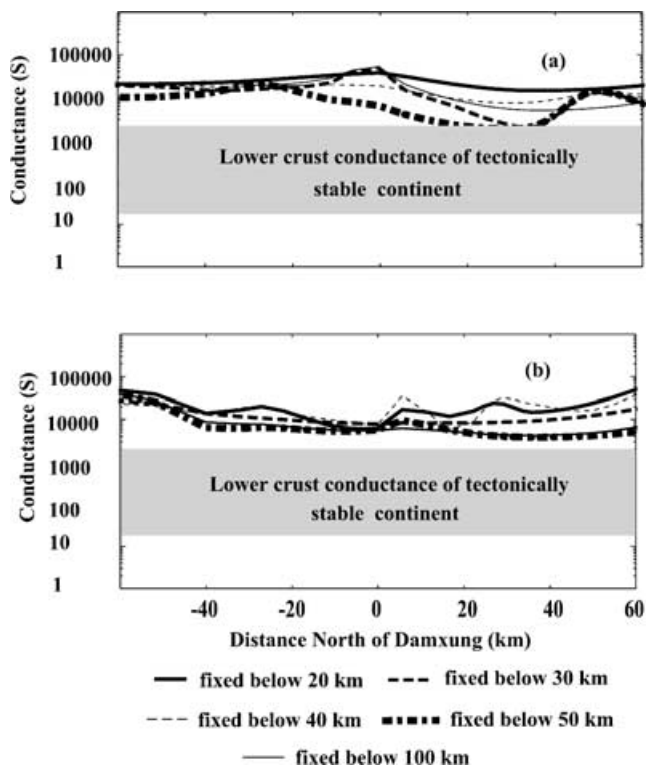 Conductance (S)
100000
10000
1000
100
10
1
(a)
Lower crust conductance of tectonically
stable continent
Conductance (S)
100000
10000
1000
100
10
1
(b)
Lower crust conductance of tectonically
stable continent
-40 -20 0 20 40 60
Distance North of Damxung (km)
fixed below 20 km fixed below 30 km
fixed below 40 km fixed below 50 km
fixed below 100 km